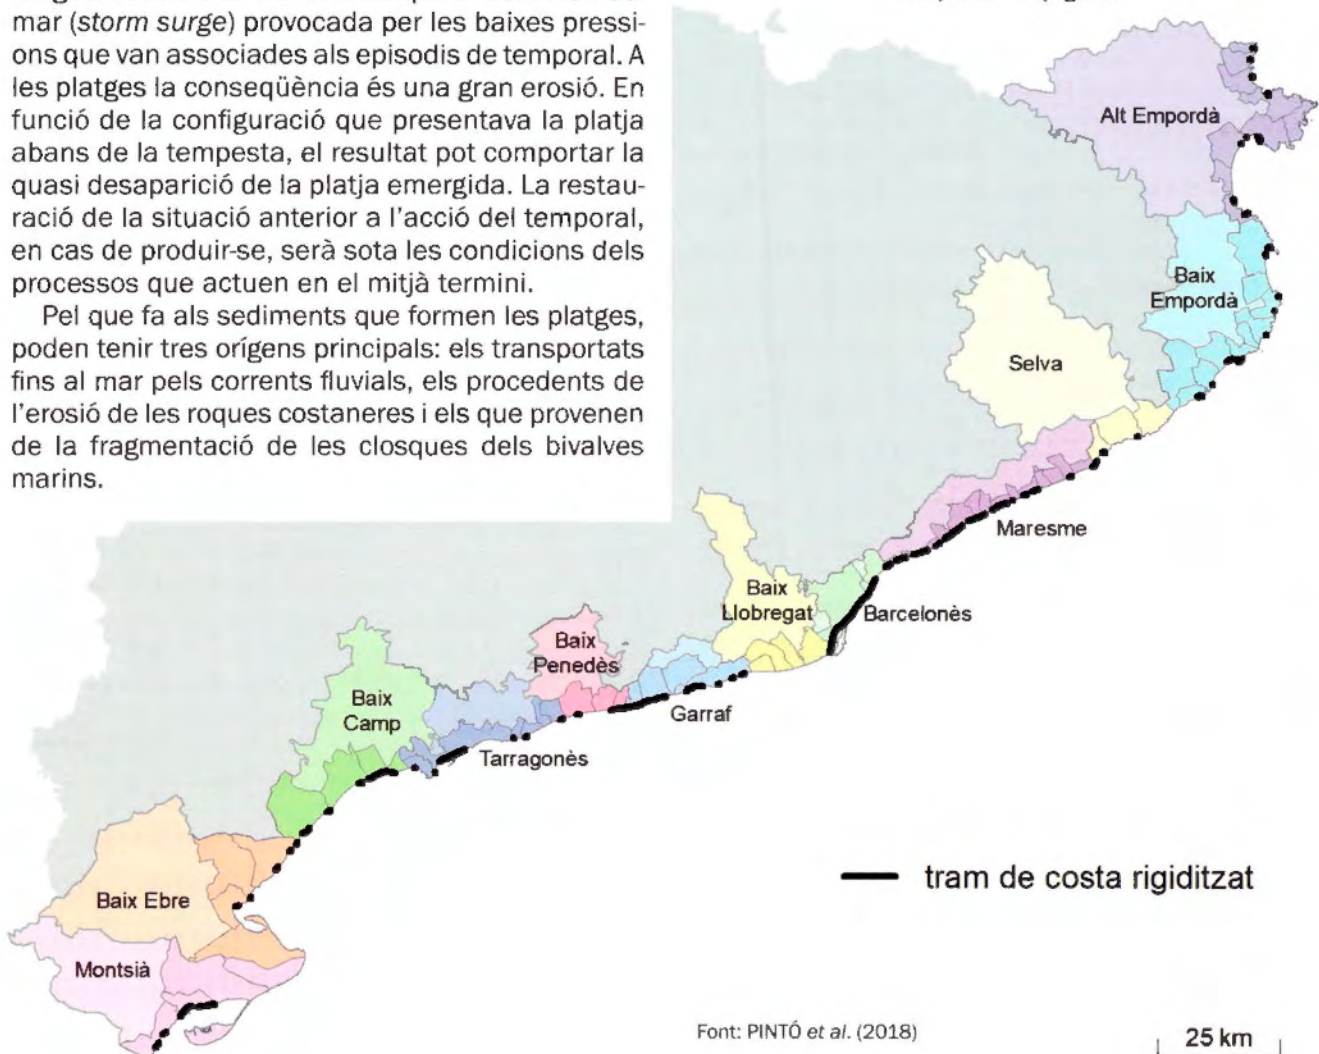 mar (storm surge) provocada per les baixes pressi-
ons que van associades als episodis de temporal. A
les platges la conseqüència és una gran erosió. En
funció de la configuració que presentava la platja
abans de la tempesta, el resultat pot comportar la
quasi desaparició de la platja emergida. La restau-
ració de la situació anterior a l'acció del temporal,
en cas de produir-se, serà sota les condicions dels
processos que actuen en el mitjà termini.
Pel que fa als sediments que formen les platges,
poden tenir tres orígens principals: els transportats
fins al mar pels corrents fluvials, els procedents de
l'erosió de les roques costaneres i els que provenen
de la fragmentació de les closques dels bivalves
marins.
Alt Empordà
Baix
Empordà
Selva
Maresme
Barcelonès
Baix
Llobregat
Garraf
Baix
Penedès
Tarragonès
Baix
Camp
Baix Ebre
Montsià
tram de costa rigiditzat
Font: PINTÓ et al. (2018)
25 km